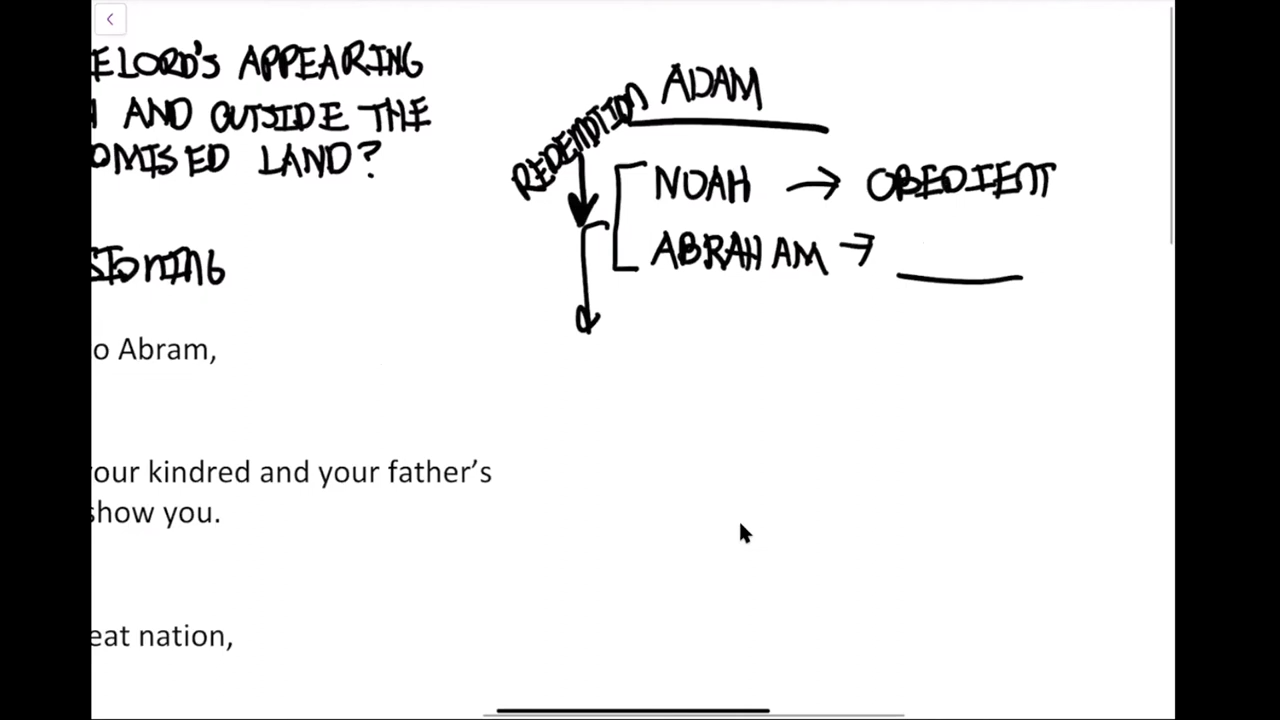 ELORD'S APPEARING
AND OUTSIDE THE
OMISED LAND?
STONING
o Abram,
our kindred and your father's
show you.
eat nation,
ADAM
REDEMPTION
NOAH → OBEDIENT
ABRAHAM →